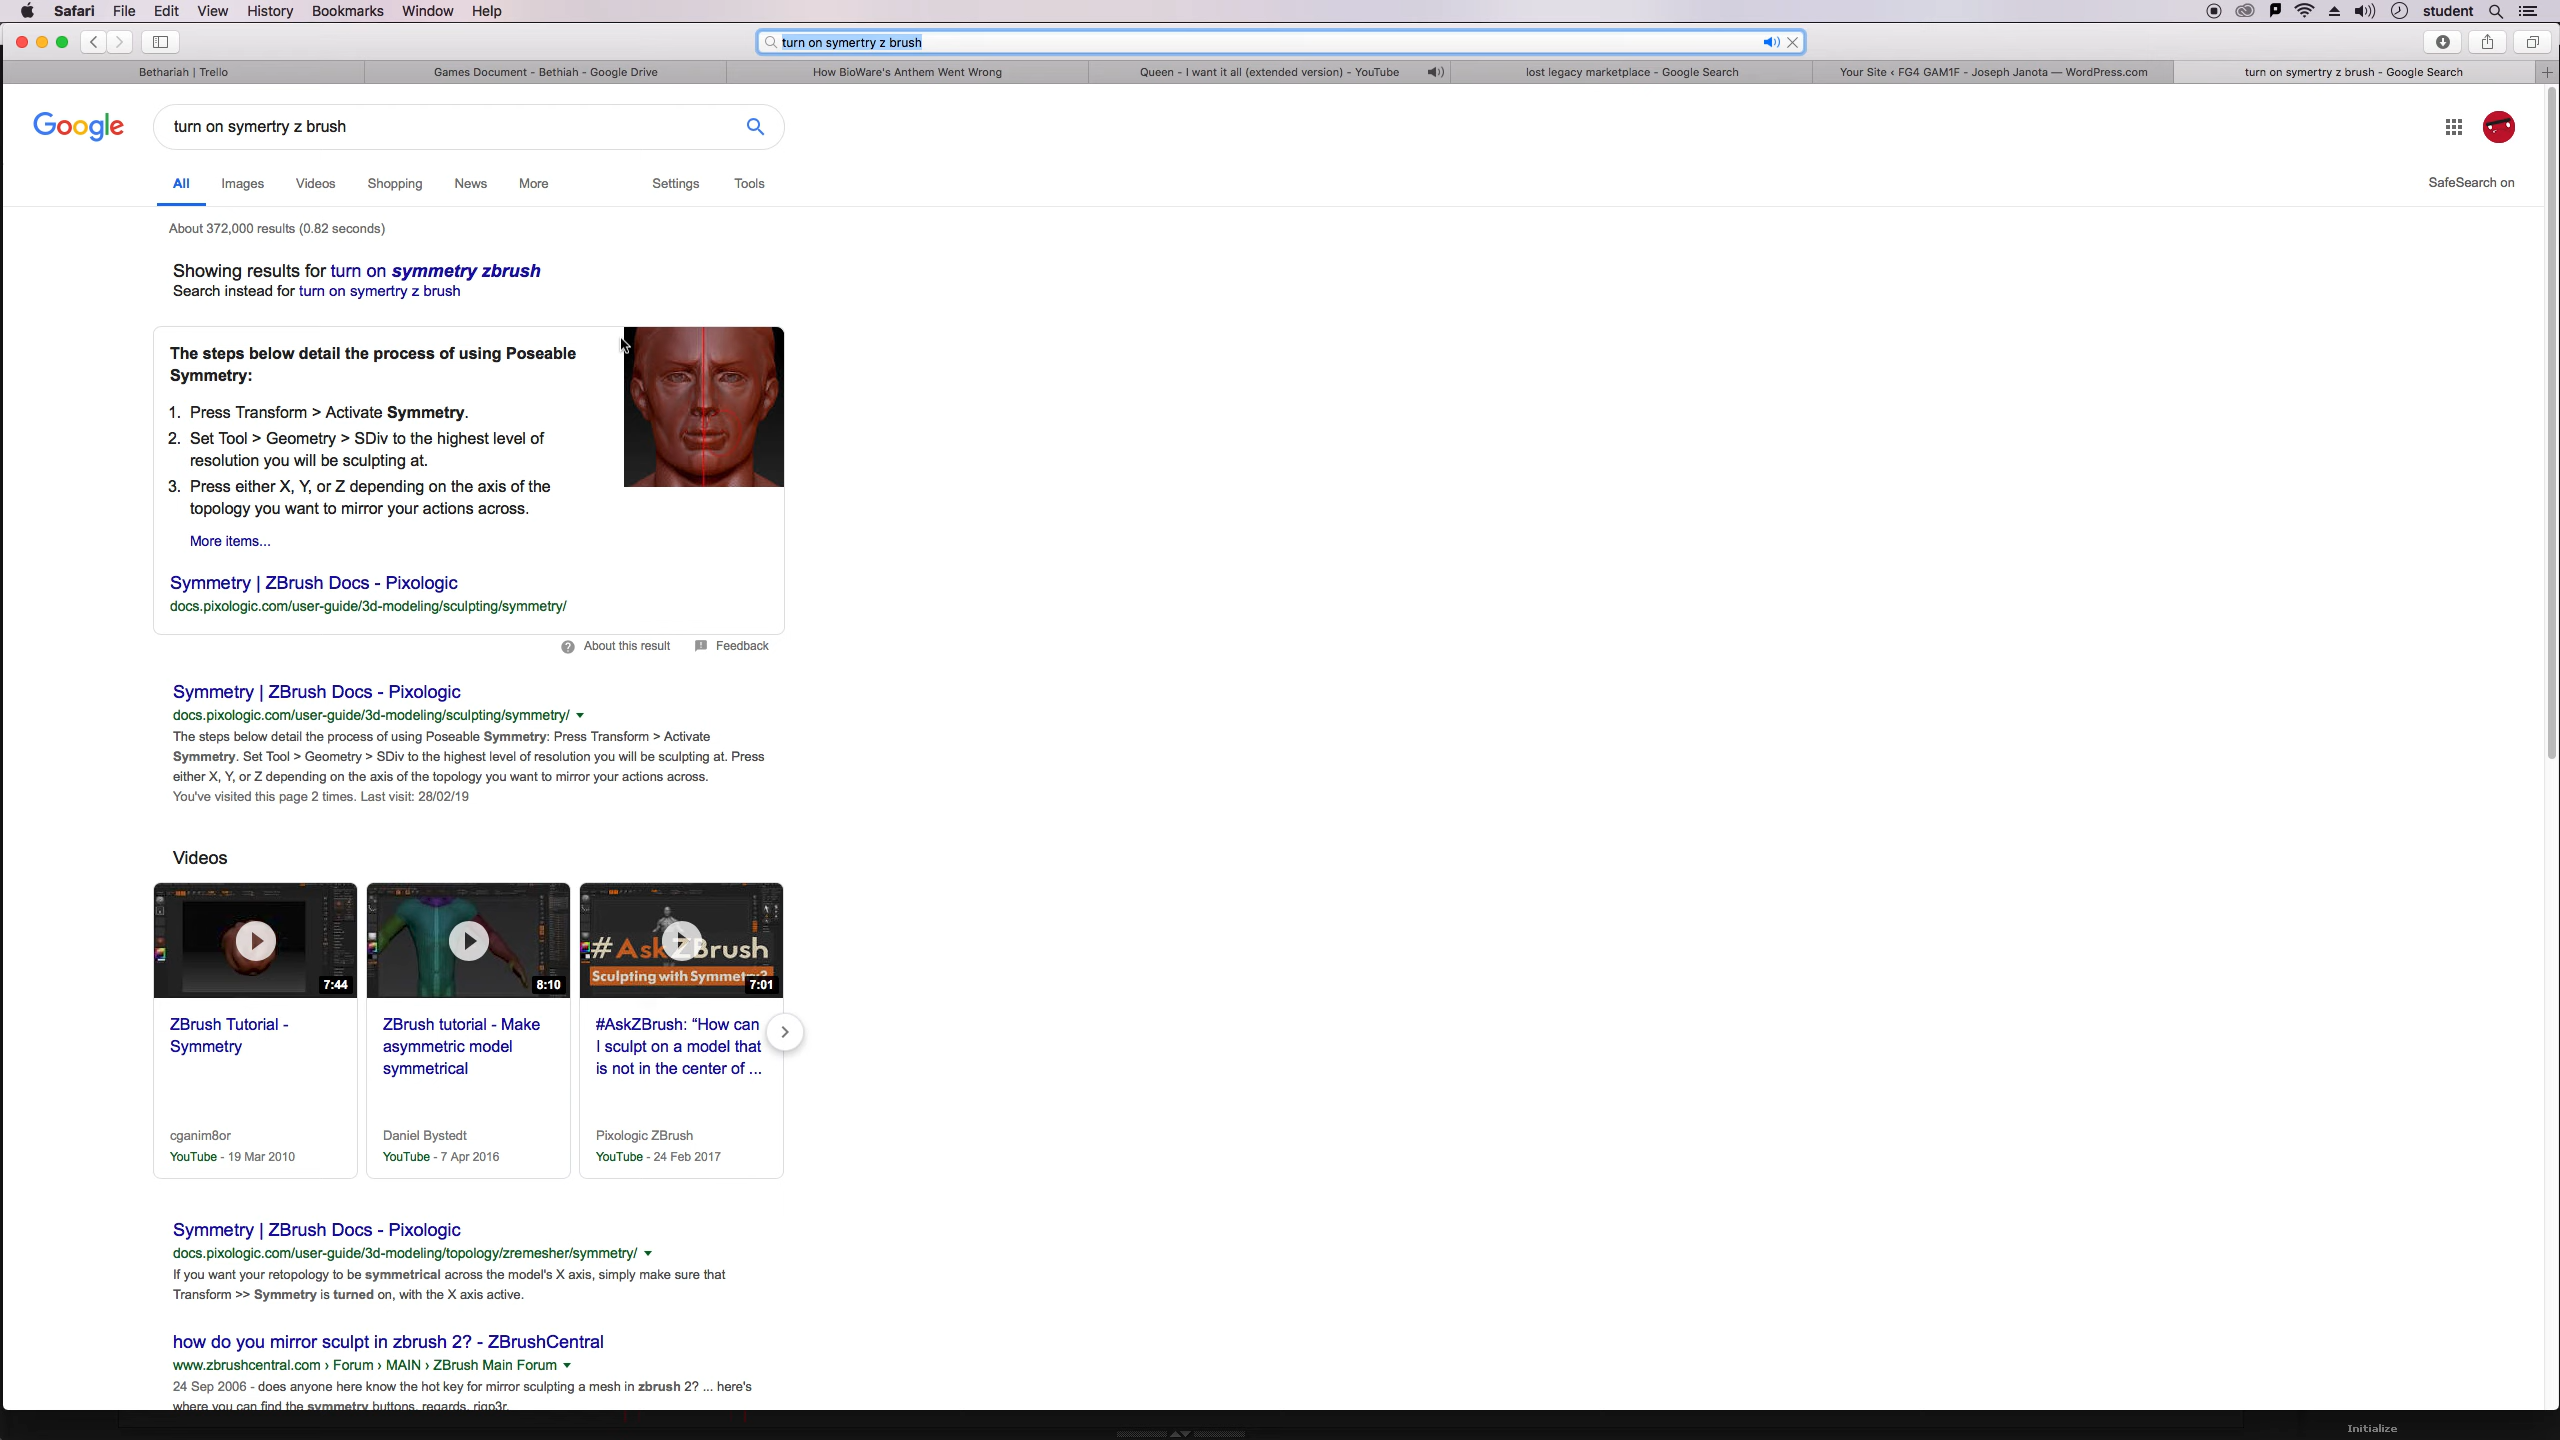 Safari File Edit View History Bookmarks Window Help student
turn on symertry z brush
Bethariah | Trello Games Document - Bethiah - Google Drive How BioWare's Anthem Went Wrong Queen - I want it all (extended version) - YouTube lost legacy marketplace - Google Search Your Site ‹ FG4 GAM1F - Joseph Janota — WordPress.com turn on symertry z brush - Google Search
Google turn on symertry z brush
All Images Videos Shopping News More Settings Tools SafeSearch on
About 372,000 results (0.82 seconds)
Showing results for turn on symmetry zbrush
Search instead for turn on symertry z brush
The steps below detail the process of using Poseable
Symmetry:
1. Press Transform > Activate Symmetry.
2. Set Tool > Geometry > SDiv to the highest level of
resolution you will be sculpting at.
3. Press either X, Y, or Z depending on the axis of the
topology you want to mirror your actions across.
More items...
Symmetry | ZBrush Docs - Pixologic
docs.pixologic.com/user-guide/3d-modeling/sculpting/symmetry/
About this result Feedback
Symmetry | ZBrush Docs - Pixologic
docs.pixologic.com/user-guide/3d-modeling/sculpting/symmetry/
The steps below detail the process of using Poseable Symmetry: Press Transform > Activate
Symmetry. Set Tool > Geometry > SDiv to the highest level of resolution you will be sculpting at. Press
either X, Y, or Z depending on the axis of the topology you want to mirror your actions across.
You've visited this page 2 times. Last visit: 28/02/19
Videos
#AskZBrush
Sculpting with Symmetry?
7:44 8:10 7:01
ZBrush Tutorial -
Symmetry
cganim8or
YouTube - 19 Mar 2010
ZBrush tutorial - Make
asymmetric model
symmetrical
Daniel Bystedt
YouTube - 7 Apr 2016
#AskZBrush: “How can
I sculpt on a model that
is not in the center of ...
Pixologic ZBrush
YouTube - 24 Feb 2017
Symmetry | ZBrush Docs - Pixologic
docs.pixologic.com/user-guide/3d-modeling/topology/zremesher/symmetry/
If you want your retopology to be symmetrical across the model's X axis, simply make sure that
Transform >> Symmetry is turned on, with the X axis active.
how do you mirror sculpt in zbrush 2? - ZBrushCentral
www.zbrushcentral.com › Forum › MAIN › ZBrush Main Forum
24 Sep 2006 - does anyone here know the hot key for mirror sculpting a mesh in zbrush 2? ... here's
where you can find the symmetry buttons. regards. rigp3r.
Initialize